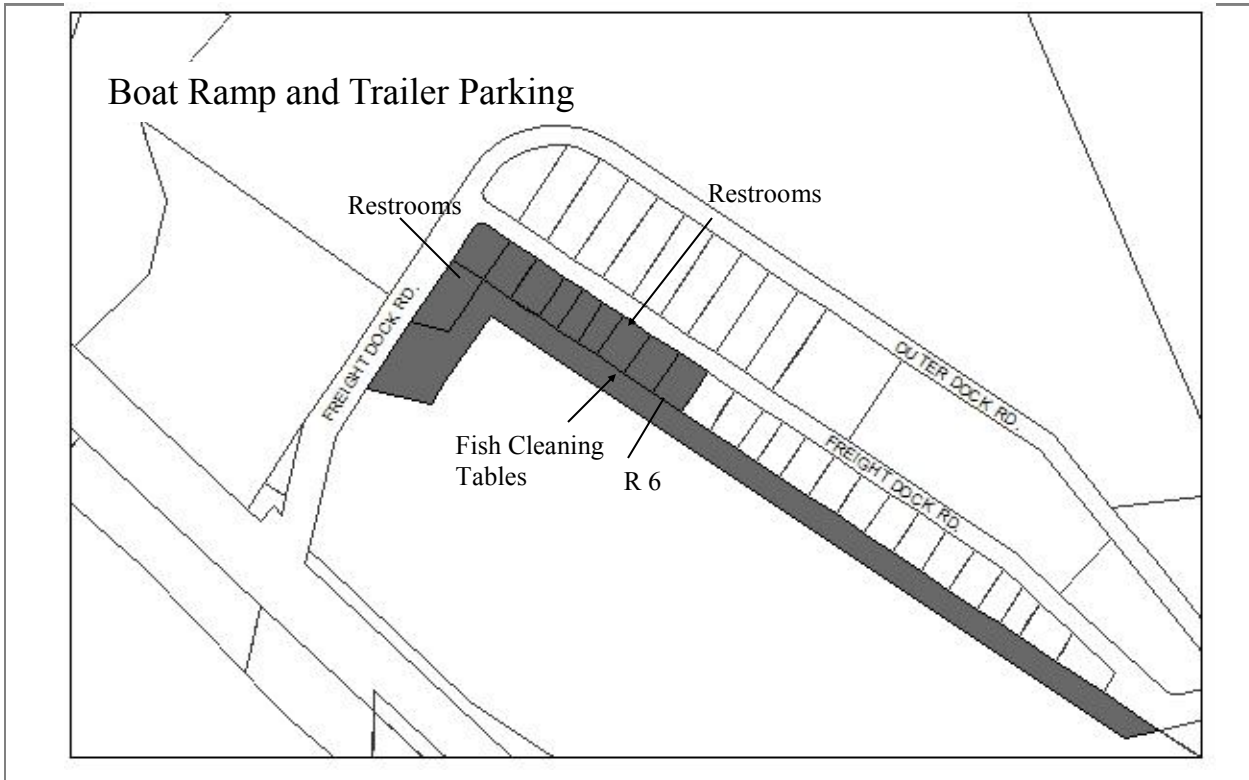 Boat Ramp and Trailer Parking
Restrooms
Restrooms
FREIGHT DOCK RD.
OUTER DOCK RD.
FREIGHT DOCK RD.
Fish Cleaning
Tables
R 6